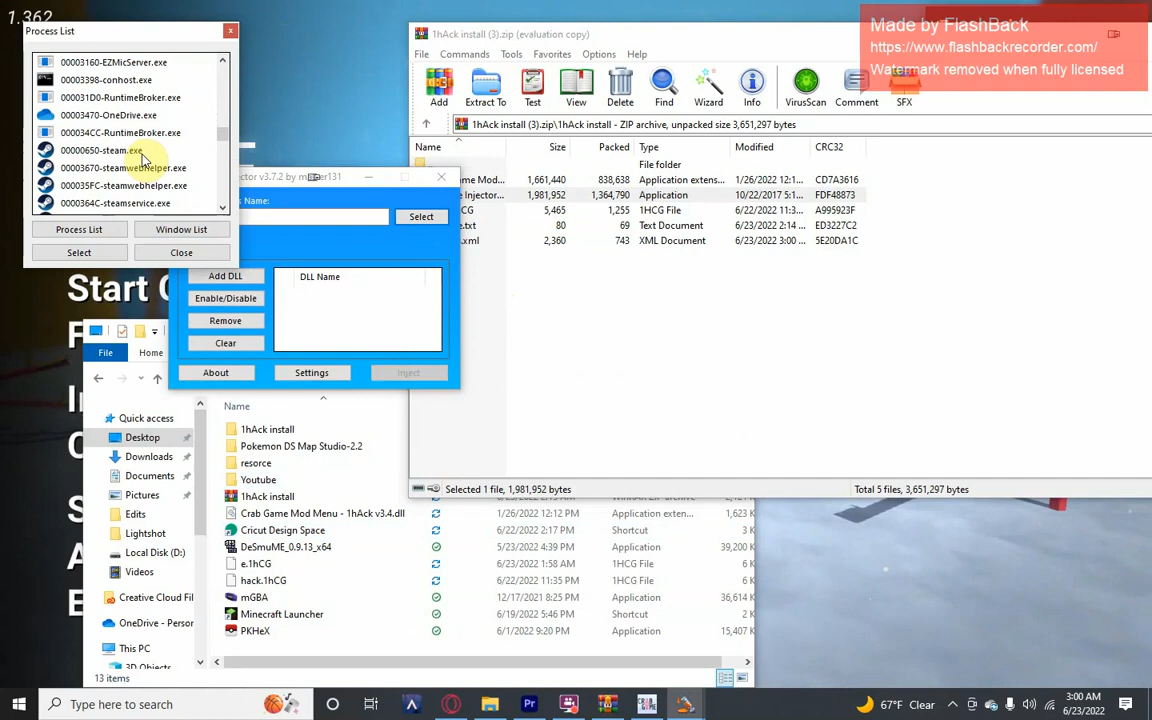 1.362
Process List
00003160-EZMicServer.exe
00003398-conhost.exe
000031D0-RuntimeBroker.exe
00003470-OneDrive.exe
000034CC-RuntimeBroker.exe
00000650-steam.exe
00003670-steamwebhelper.exe
000035FC-steamwebhelper.exe
0000364C-steamservice.exe
Process List Window List
Select Close
ector v3.7.2 by master131
s Name:
Select
Add DLL
Enable/Disable
Remove
Clear
DLL Name
About Settings Inject
1hAck install (3).zip (evaluation copy)
File Commands Tools Favorites Options Help
Add Extract To Test View Delete Find Wizard Info VirusScan Comment SFX
1hAck install (3).zip\1hAck install - ZIP archive, unpacked size 3,651,297 bytes
Name Size Packed Type Modified CRC32
File folder
1,661,440 838,638 Application extens... 1/26/2022 12:1... CD7A3616
e Injector... 1,981,952 1,364,790 Application 10/22/2017 5:1... FDF48873
CG 5,465 1,255 1HCG File 6/22/2022 11:3... A995923F
e.txt 80 69 Text Document 6/23/2022 2:14 ... ED3227C2
.xml 2,360 743 XML Document 6/23/2022 3:00 ... 5E20DA1C
Selected 1 file, 1,981,952 bytes Total 5 files, 3,651,297 bytes
Made by FlashBack
https://www.flashbackrecorder.com/
Watermark removed when fully licensed
Start
File Home
Quick access
Desktop
Downloads
Documents
Pictures
Edits
Lightshot
Local Disk (D:)
Videos
Creative Cloud Fil
OneDrive - Person
This PC
3D Objects
Name
1hAck install
Pokemon DS Map Studio-2.2
resorce
Youtube
1hAck install
Crab Game Mod Menu - 1hAck v3.4.dll 1/26/2022 12:12 PM Application exten... 1,623 K
Cricut Design Space 6/22/2022 2:17 PM Shortcut 3 K
DeSmuME_0.9.13_x64 5/23/2022 4:39 PM Application 39,200 K
e.1hCG 6/23/2022 1:58 AM 1HCG File 6 K
hack.1hCG 6/22/2022 11:35 PM 1HCG File 6 K
mGBA 12/17/2021 8:25 PM Application 36,614 K
Minecraft Launcher 6/19/2022 5:46 PM Shortcut 2 K
PKHeX 6/1/2022 9:20 PM Application 15,407 K
13 items
Type here to search
Pr
67°F Clear
3:00 AM
6/23/2022